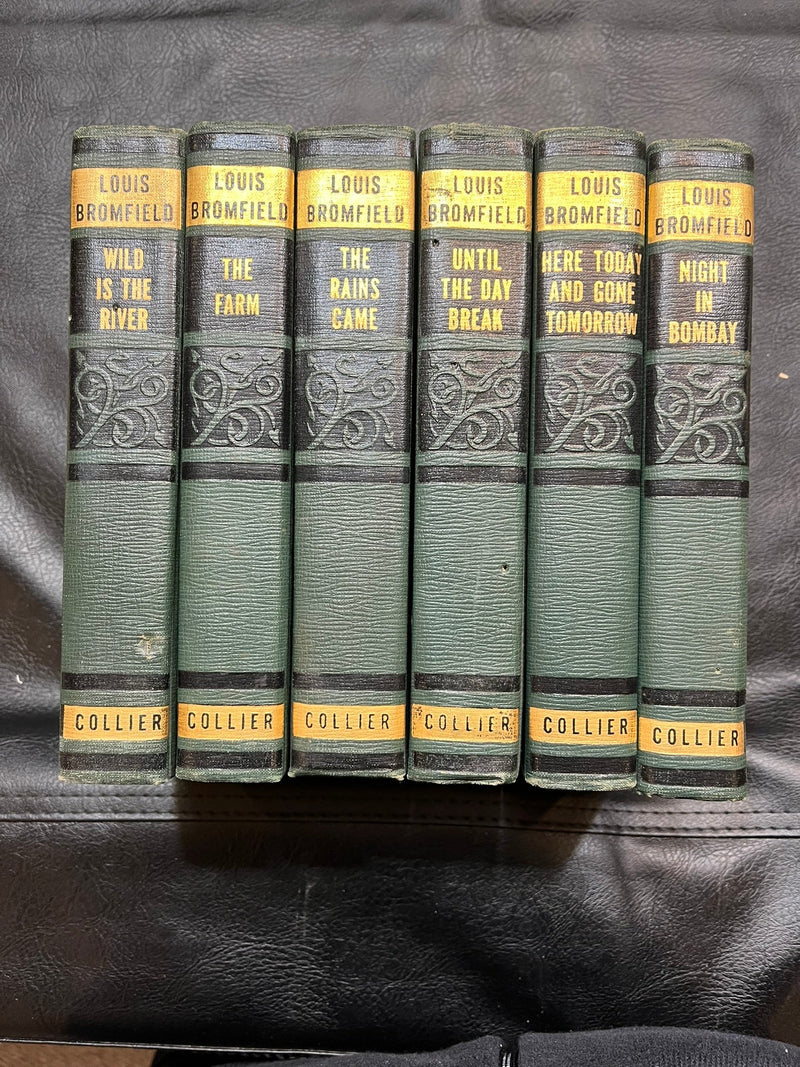 LOUIS
BROMFIELD
WILD
IS THE
RIVER
COLLIER
LOUIS
BROMFIELD
THE
FARM
COLLIER
LOUIS
BROMFIELD
THE
RAINS
CAME
COLLIER
LOUIS
BROMFIELD
UNTIL
THE DAY
BREAK
COLLIER
LOUIS
BROMFIELD
HERE TODAY
AND GONE
TOMORROW
COLLIER
LOUIS
BROMFIELD
NIGHT
IN
BOMBAY
COLLIER